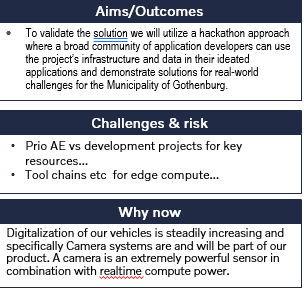 Aims/Outcomes
• To validate the solution we will utilize a hackathon approach
where a broad community of application developers can use
the project's infrastructure and data in their ideated
applications and demonstrate solutions for real-world
challenges for the Municipality of Gothenburg.
Challenges & risk
• Prio AE vs development projects for key
resources...
• Tool chains etc for edge compute...
Why now
Digitalization of our vehicles is steadily increasing and
specifically Camera systems are and will be part of our
product. A camera is an extremely powerful sensor in
combination with realtime compute power.